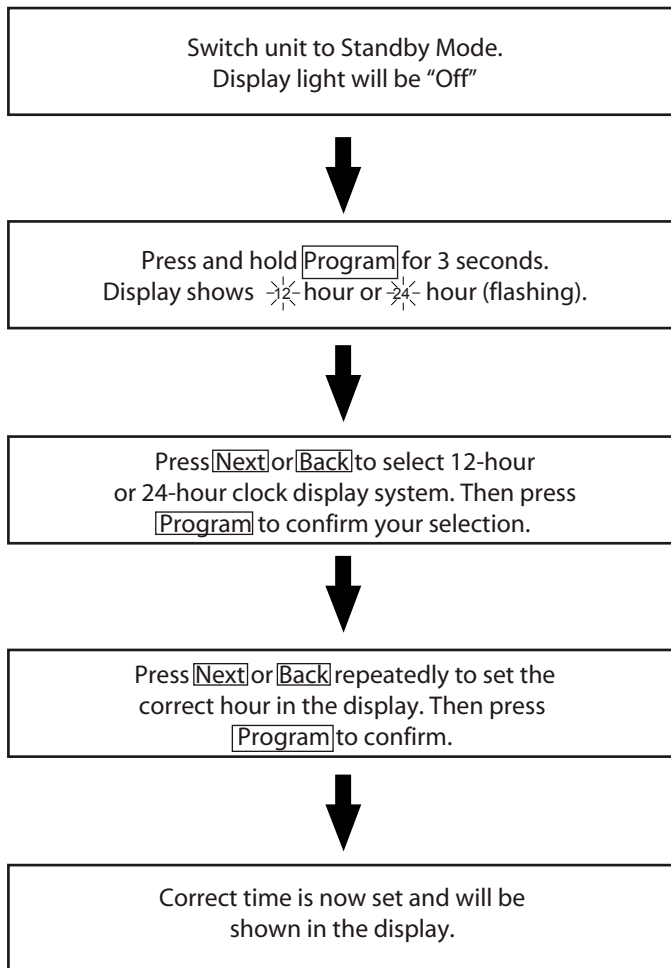 Switch unit to Standby Mode.
Display light will be “Off”
Press and hold Program for 3 seconds.
Display shows 12 hour or 24 hour (flashing).
Press Next or Back to select 12-hour
or 24-hour clock display system. Then press
Program to confirm your selection.
Press Next or Back repeatedly to set the
correct hour in the display. Then press
Program to confirm.
Correct time is now set and will be
shown in the display.